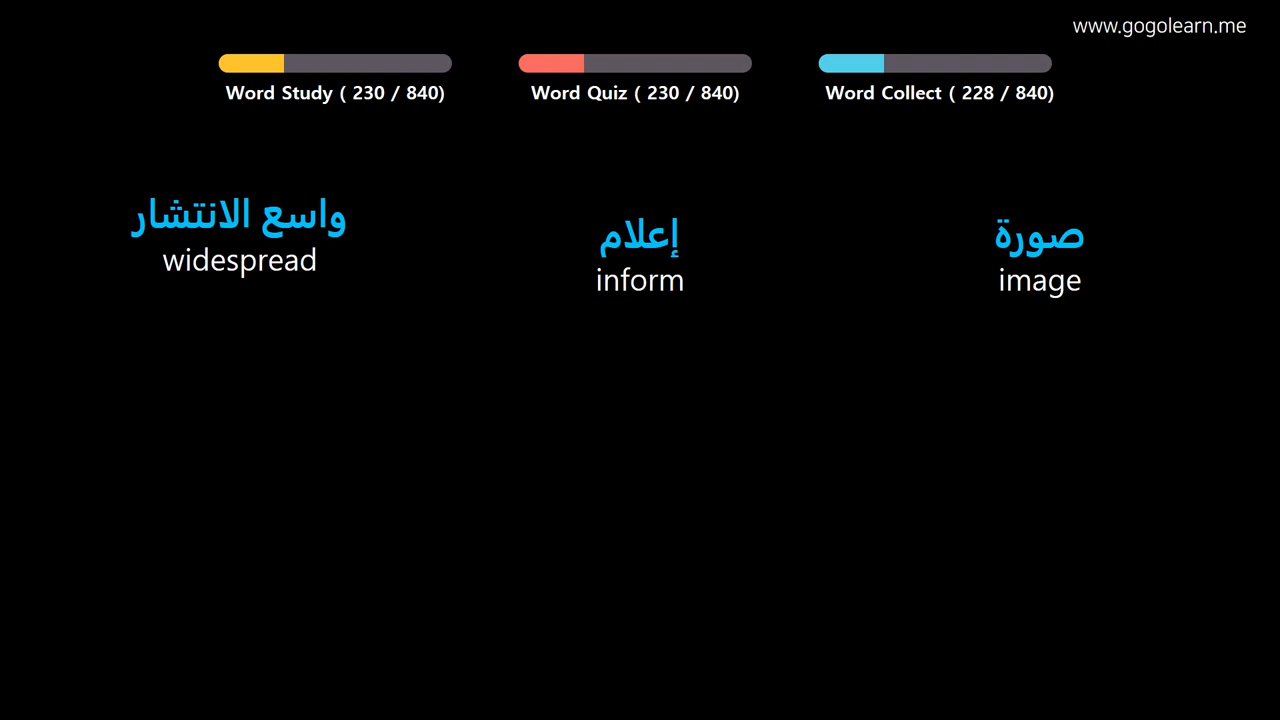 www.gogolearn.me
Word Study ( 230 / 840)
Word Quiz ( 230 / 840)
Word Collect ( 228 / 840)
واسع الانتشار
widespread
إعلام
inform
صورة
image